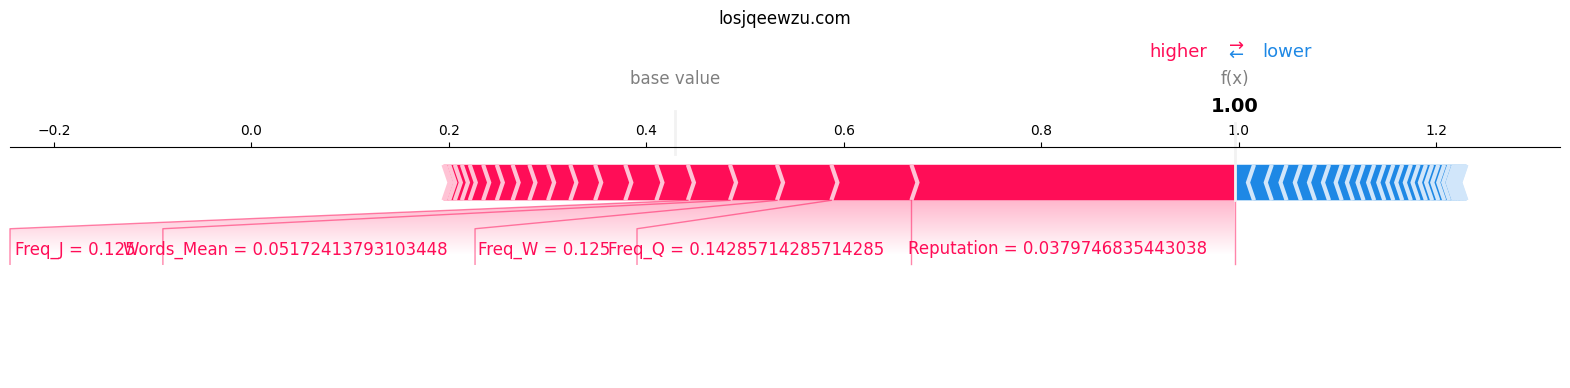 losjqeewzu.com
higher → ← lower
base value f(x)
1.00
−0.2 0.0 0.2 0.4 0.6 0.8 1.0 1.2
Freq_J = 0.125 Words_Mean = 0.05172413793103448 Freq_W = 0.125 Freq_Q = 0.14285714285714285 Reputation = 0.0379746835443038